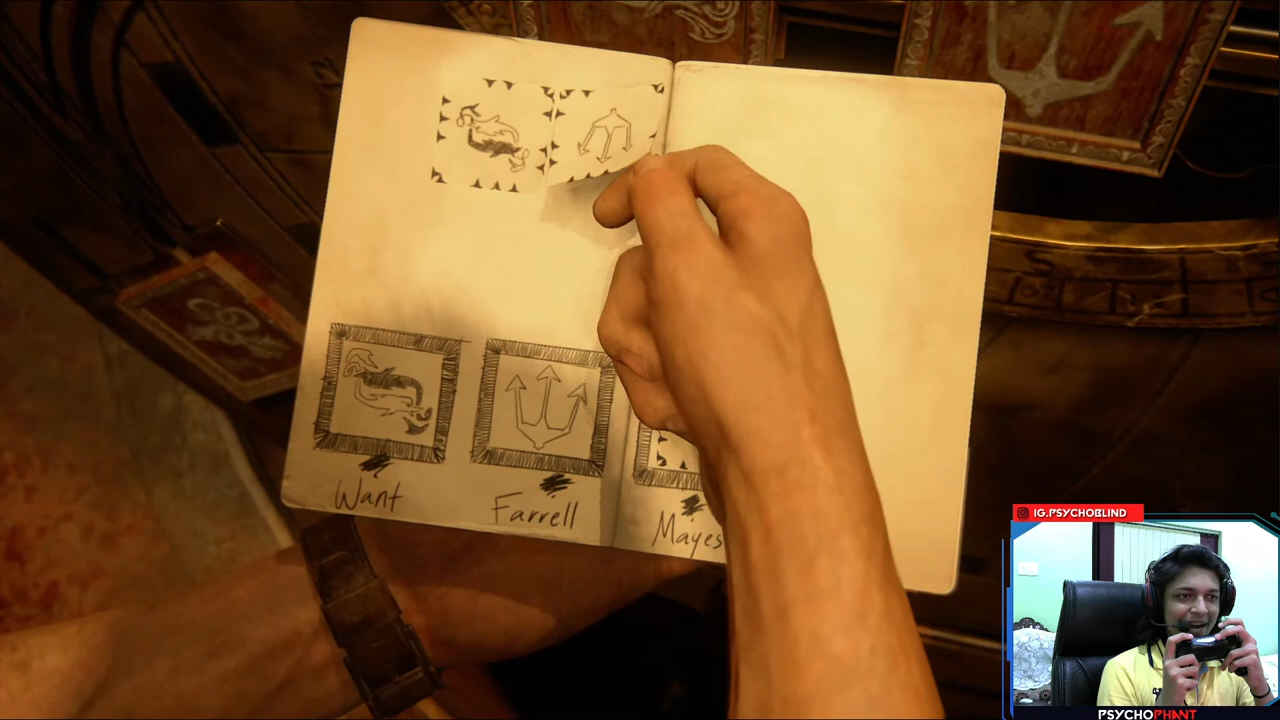 Want
Farrell
Mayes
IG.PSYCHOBLIND
PSYCHOPHANT